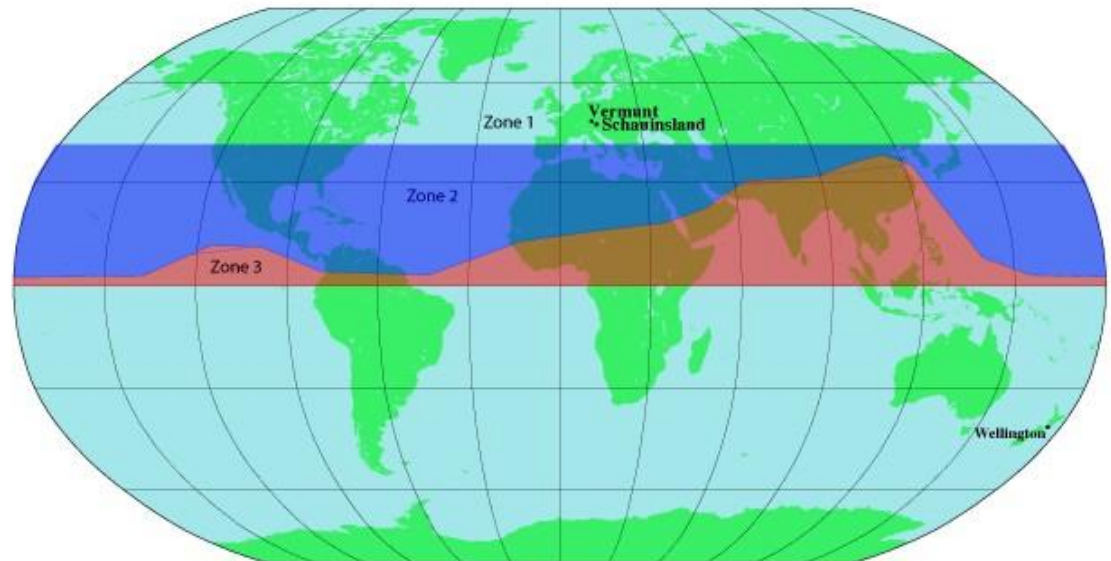 Vermunt
Zone 1
Schauinsland
Zone 2
Zone 3
Wellington